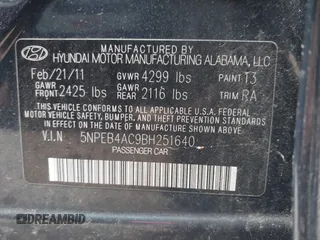 MANUFACTURED BY
HYUNDAI MOTOR MANUFACTURING ALABAMA, LLC
Feb/21/11 GVWR 4299 lbs PAINT T3
GAWR FRONT 2425 lbs GAWR REAR 2116 lbs TRIM RA
THIS VEHICLE CONFORMS TO ALL APPLICABLE U.S.A. FEDERAL
MOTOR VEHICLE SAFETY, BUMPER, AND THEFT PREVENTION
STANDARDS IN EFFECT ON THE DATE OF MANUFACTURE SHOWN ABOVE.
V.I.N. 5NPEB4AC9BH251640
PASSENGER CAR
DREAMBID